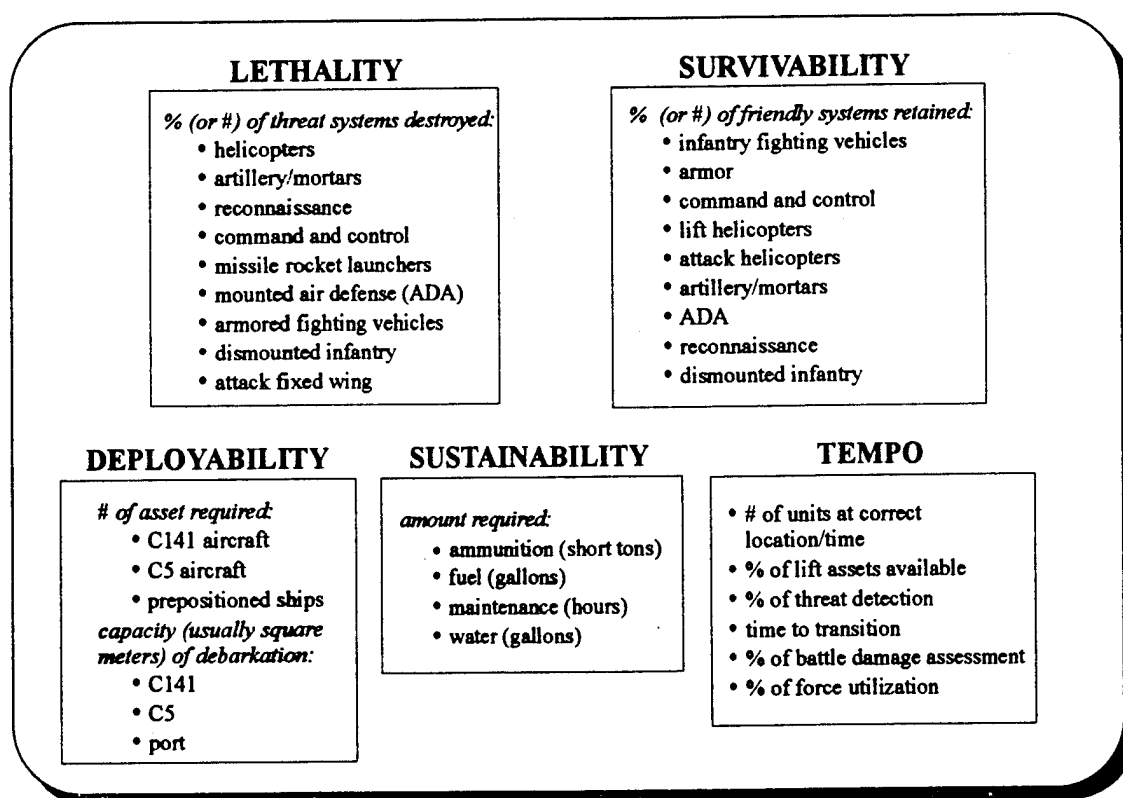 LETHALITY
% (or #) of threat systems destroyed:
• helicopters
• artillery/mortars
• reconnaissance
• command and control
• missile rocket launchers
• mounted air defense (ADA)
• armored fighting vehicles
• dismounted infantry
• attack fixed wing
SURVIVABILITY
% (or #) of friendly systems retained:
• infantry fighting vehicles
• armor
• command and control
• lift helicopters
• attack helicopters
• artillery/mortars
• ADA
• reconnaissance
• dismounted infantry
DEPLOYABILITY
# of asset required:
• C141 aircraft
• C5 aircraft
• prepositioned ships
capacity (usually square
meters) of debarkation:
• C141
• C5
• port
SUSTAINABILITY
amount required:
• ammunition (short tons)
• fuel (gallons)
• maintenance (hours)
• water (gallons)
TEMPO
• # of units at correct
location/time
• % of lift assets available
• % of threat detection
• time to transition
• % of battle damage assessment
• % of force utilization